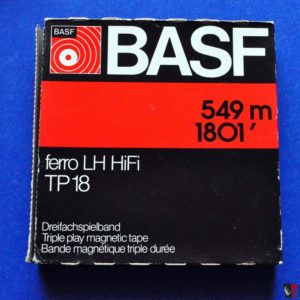 BASF
BASF
549 m
1801'
ferro LH HiFi
TP 18
Dreifachspielband
Triple play magnetic tape
Bande magnétique triple durée